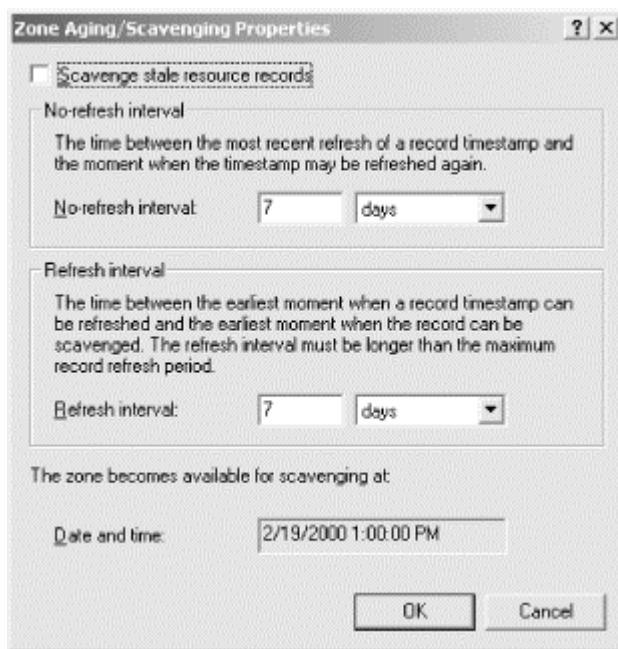 Zone Aging/Scavenging Properties
Scavenge stale resource records
No-refresh interval
The time between the most recent refresh of a record timestamp and
the moment when the timestamp may be refreshed again.
No-refresh interval: 7 days
Refresh interval
The time between the earliest moment when a record timestamp can
be refreshed and the earliest moment when the record can be
scavenged. The refresh interval must be longer than the maximum
record refresh period.
Refresh interval: 7 days
The zone becomes available for scavenging at:
Date and time: 2/19/2000 1:00:00 PM
OK Cancel